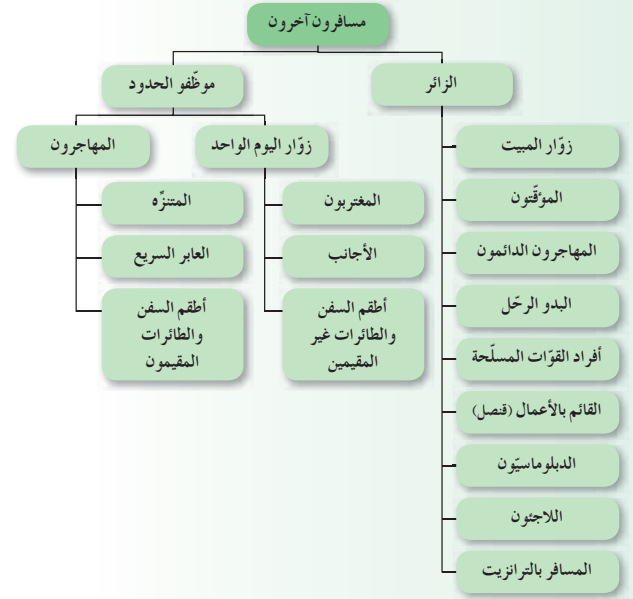 مسافرون آخرون
الزائر
موظّفو الحدود
زوّار المبيت
الموٴقّتون
المهاجرون الدائمون
البدو الرحّل
أفراد القوّات المسلّحة
القائم بالأعمال (قنصل)
الدبلوماسيّون
اللاجئون
المسافر بالترانزيت
زوّار اليوم الواحد
المهاجرون
المغتربون
الأجانب
أطقم السفن
والطائرات غير
المقيمين
المتنزّه
العابر السريع
أطقم السفن
والطائرات
المقيمون